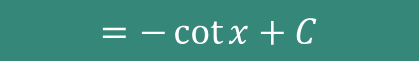 = − cot x + C